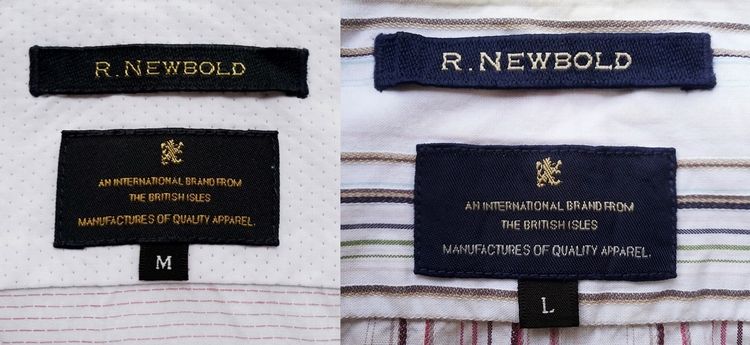 R. NEWBOLD
AN INTERNATIONAL BRAND FROM
THE BRITISH ISLES
MANUFACTURES OF QUALITY APPAREL.
M
R. NEWBOLD
AN INTERNATIONAL BRAND FROM
THE BRITISH ISLES
MANUFACTURES OF QUALITY APPAREL.
L